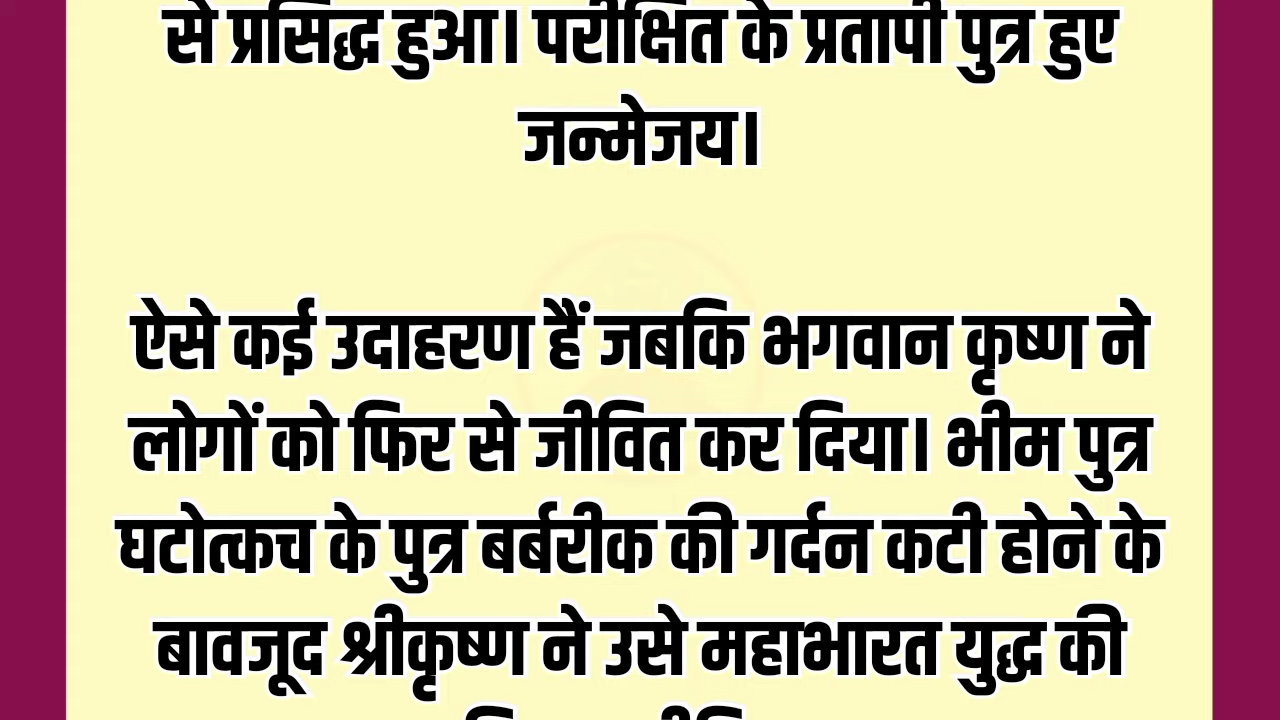 से प्रसिद्ध हुआ। परीक्षित के प्रतापी पुत्र हुए
जन्मेजय।
ऐसे कई उदाहरण हैं जबकि भगवान कृष्ण ने
लोगों को फिर से जीवित कर दिया। भीम पुत्र
घटोत्कच के पुत्र बर्बरीक की गर्दन कटी होने के
बावजूद श्रीकृष्ण ने उसे महाभारत युद्ध की